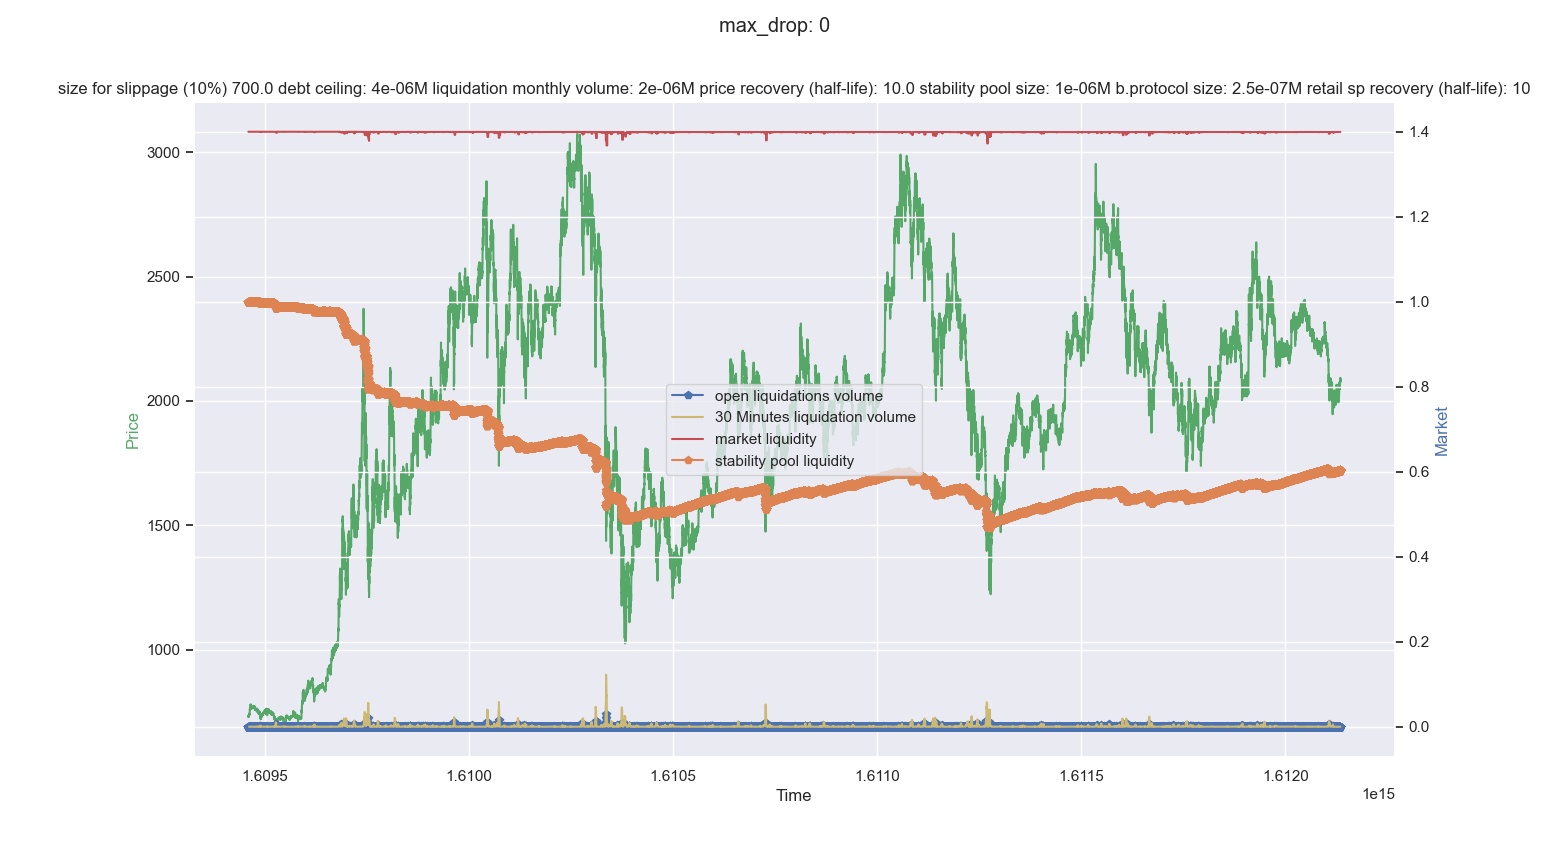 max_drop: 0
size for slippage (10%) 700.0 debt ceiling: 4e-06M liquidation monthly volume: 2e-06M price recovery (half-life): 10.0 stability pool size: 1e-06M b.protocol size: 2.5e-07M retail sp recovery (half-life): 10
3000
2500
2000
1500
1000
Price
1.4
1.2
1.0
0.8
0.6
0.4
0.2
0.0
Market
open liquidations volume
30 Minutes liquidation volume
market liquidity
stability pool liquidity
1.6095 1.6100 1.6105 1.6110 1.6115 1.6120
Time
1e15